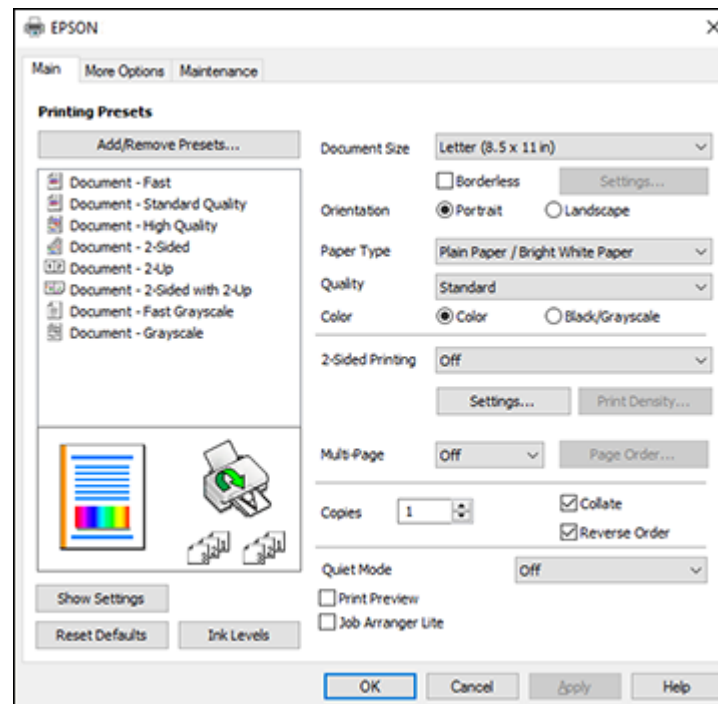 EPSON
Main More Options Maintenance
Printing Presets
Add/Remove Presets...
Document - Fast
Document - Standard Quality
Document - High Quality
Document - 2-Sided
Document - 2-Up
Document - 2-Sided with 2-Up
Document - Fast Grayscale
Document - Grayscale
Show Settings
Reset Defaults Ink Levels
Document Size Letter (8.5 x 11 in)
Borderless Settings...
Orientation Portrait Landscape
Paper Type Plain Paper / Bright White Paper
Quality Standard
Color Color Black/Grayscale
2-Sided Printing Off
Settings... Print Density...
Multi-Page Off Page Order...
Copies 1 Collate
Reverse Order
Quiet Mode Off
Print Preview
Job Arranger Lite
OK Cancel Apply Help